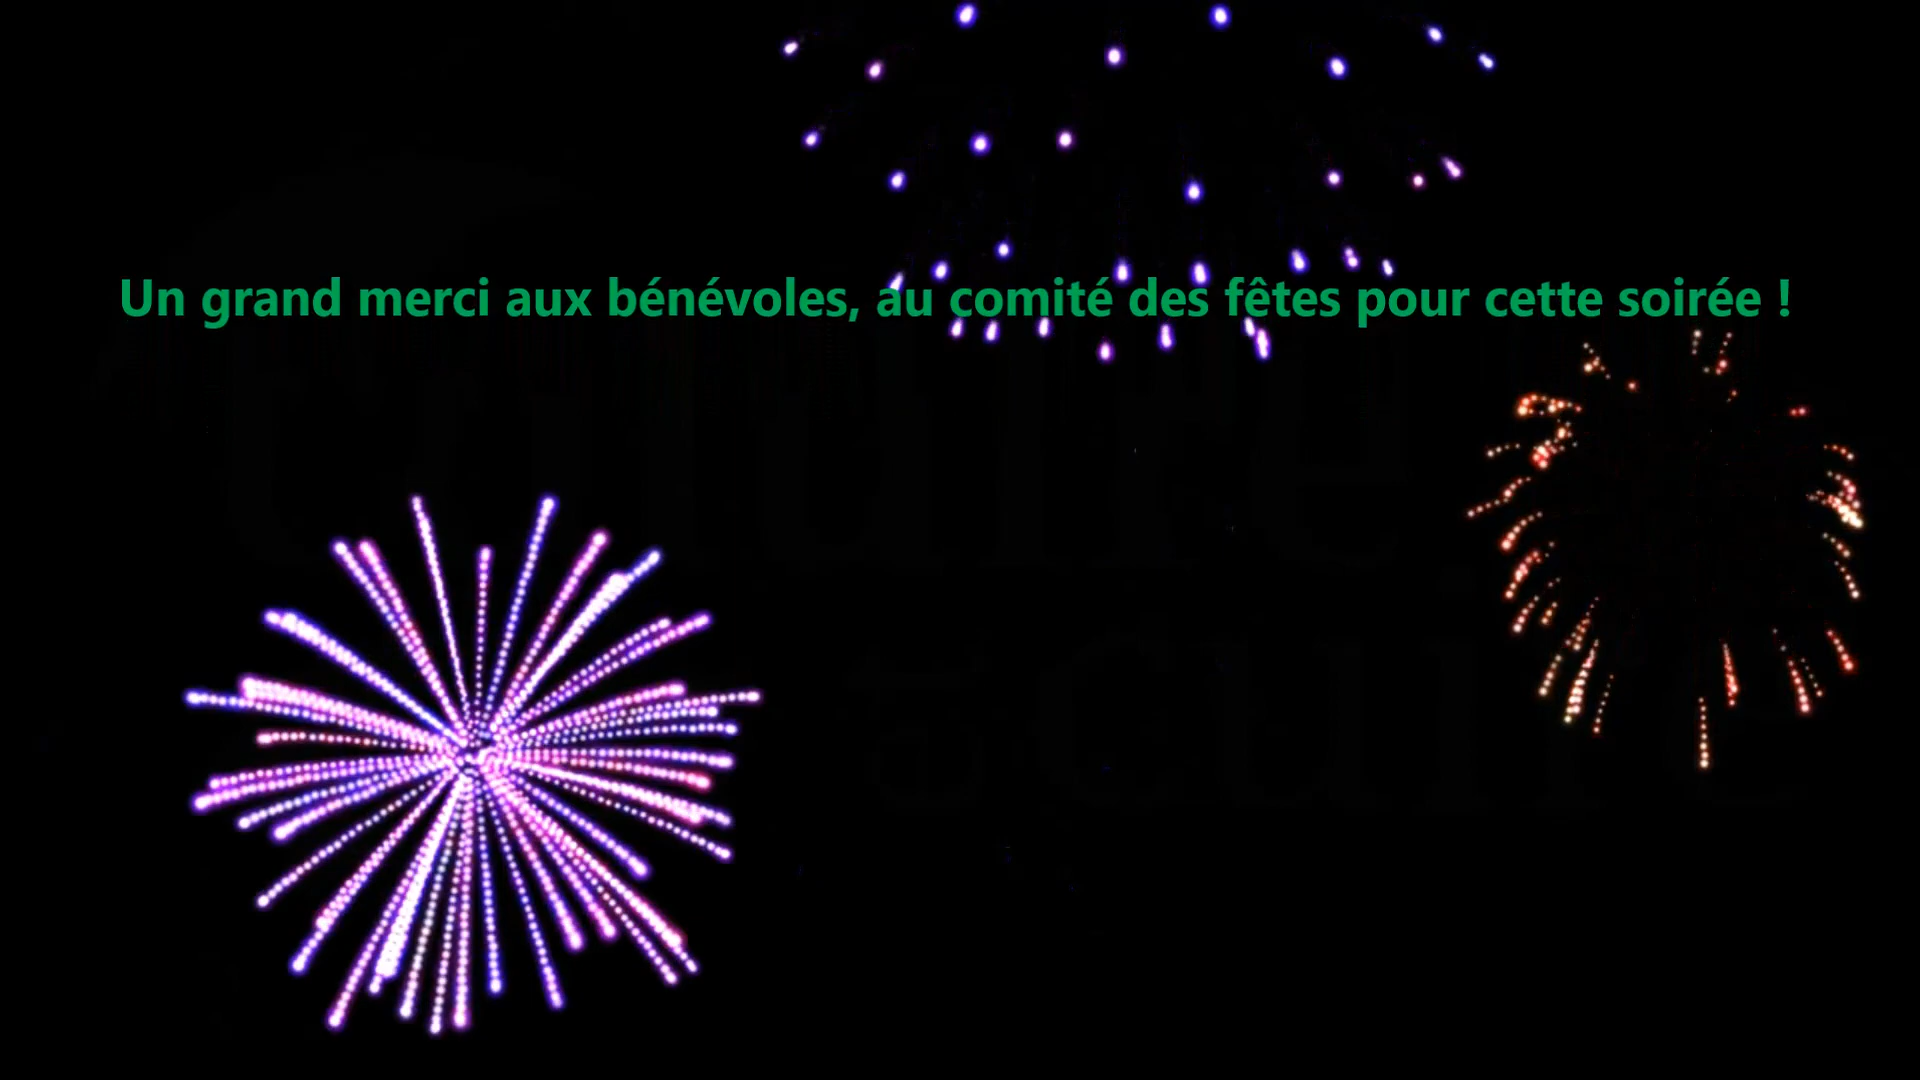 Un grand merci aux bénévoles, au comité des fêtes pour cette soirée !